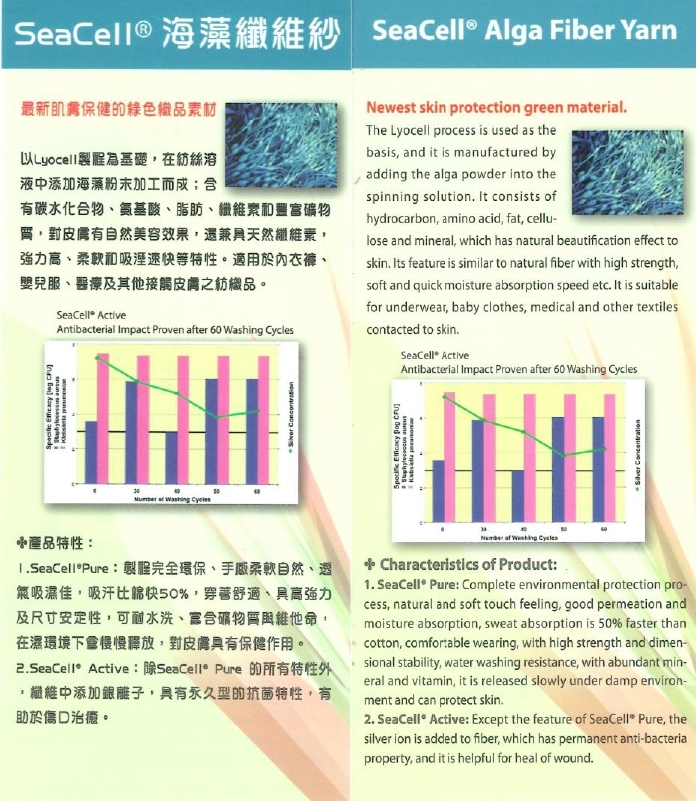 SeaCell® 海藻纖維紗
最新肌膚保健的綠色織品素材
以Lyocell製程為基礎，在紡絲溶
液中添加海藻粉末加工而成；含
有碳水化合物、氨基酸、脂肪、纖維素和豐富礦物
質，對皮膚有自然美容效果，還兼具天然纖維素，
強力高、柔軟和吸溼速快等特性。適用於內衣褲、
嬰兒服、醫療及其他接觸皮膚之紡織品。
SeaCell® Active
Antibacterial Impact Proven after 60 Washing Cycles
Specific Efficacy [log CFU]
Staphylococcus aureus
Klebsiella pneumoniae
Silver Concentration
0 30 40 50 60
Number of Washing Cycles
✤產品特性：
1.SeaCell®Pure：製程完全環保、手感柔軟自然、透
氣吸濕佳，吸汗比棉快50%，穿著舒適、具高強力
及尺寸安定性，可耐水洗、富含礦物質與維他命，
在濕環境下會慢慢釋放，對皮膚具有保健作用。
2.SeaCell® Active：除SeaCell® Pure 的所有特性外
，纖維中添加銀離子，具有永久型的抗菌特性，有
助於傷口治癒。
SeaCell® Alga Fiber Yarn
Newest skin protection green material.
The Lyocell process is used as the
basis, and it is manufactured by
adding the alga powder into the
spinning solution. It consists of
hydrocarbon, amino acid, fat, cellu-
lose and mineral, which has natural beautification effect to
skin. Its feature is similar to natural fiber with high strength,
soft and quick moisture absorption speed etc. It is suitable
for underwear, baby clothes, medical and other textiles
contacted to skin.
SeaCell® Active
Antibacterial Impact Proven after 60 Washing Cycles
Specific Efficacy [log CFU]
Staphylococcus aureus
Klebsiella pneumoniae
Silver Concentration
0 30 40 50 60
Number of Washing Cycles
✤ Characteristics of Product:
1. SeaCell® Pure: Complete environmental protection pro-
cess, natural and soft touch feeling, good permeation and
moisture absorption, sweat absorption is 50% faster than
cotton, comfortable wearing, with high strength and dimen-
sional stability, water washing resistance, with abundant min-
eral and vitamin, it is released slowly under damp environ-
ment and can protect skin.
2. SeaCell® Active: Except the feature of SeaCell® Pure, the
silver ion is added to fiber, which has permanent anti-bacteria
property, and it is helpful for heal of wound.